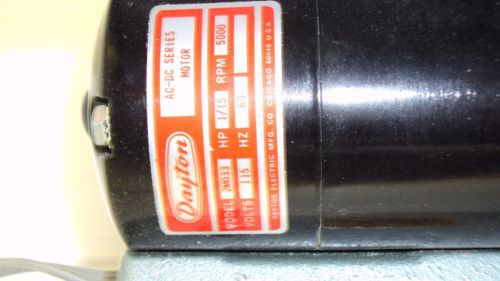 AC-DC SERIES
MOTOR
Dayton
MODEL 2M033
HP 1/15 RPM 5000
VOLTS 115
HZ 60
DAYTON ELECTRIC MFG. CO. CHICAGO 60648 U.S.A.